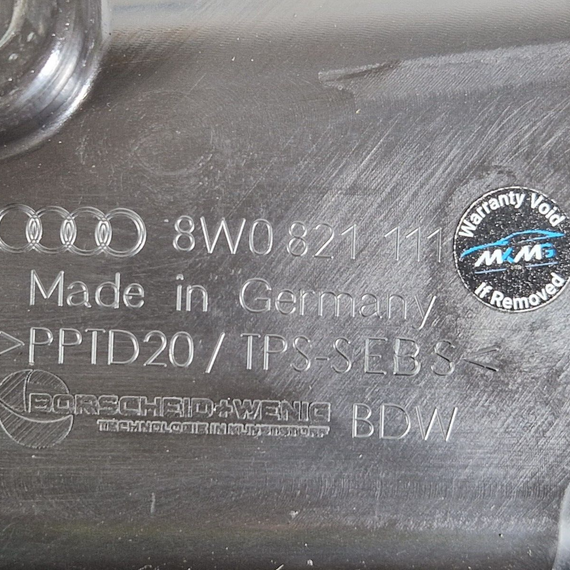 8W0 821 111
Made in Germany
>PPTD20 / TPS-SEBS<
BORSCHEID+WENIG
TECHNOLOGIE IN KUNSTSTOFF
BDW
Warranty Void
MKMS
If Removed